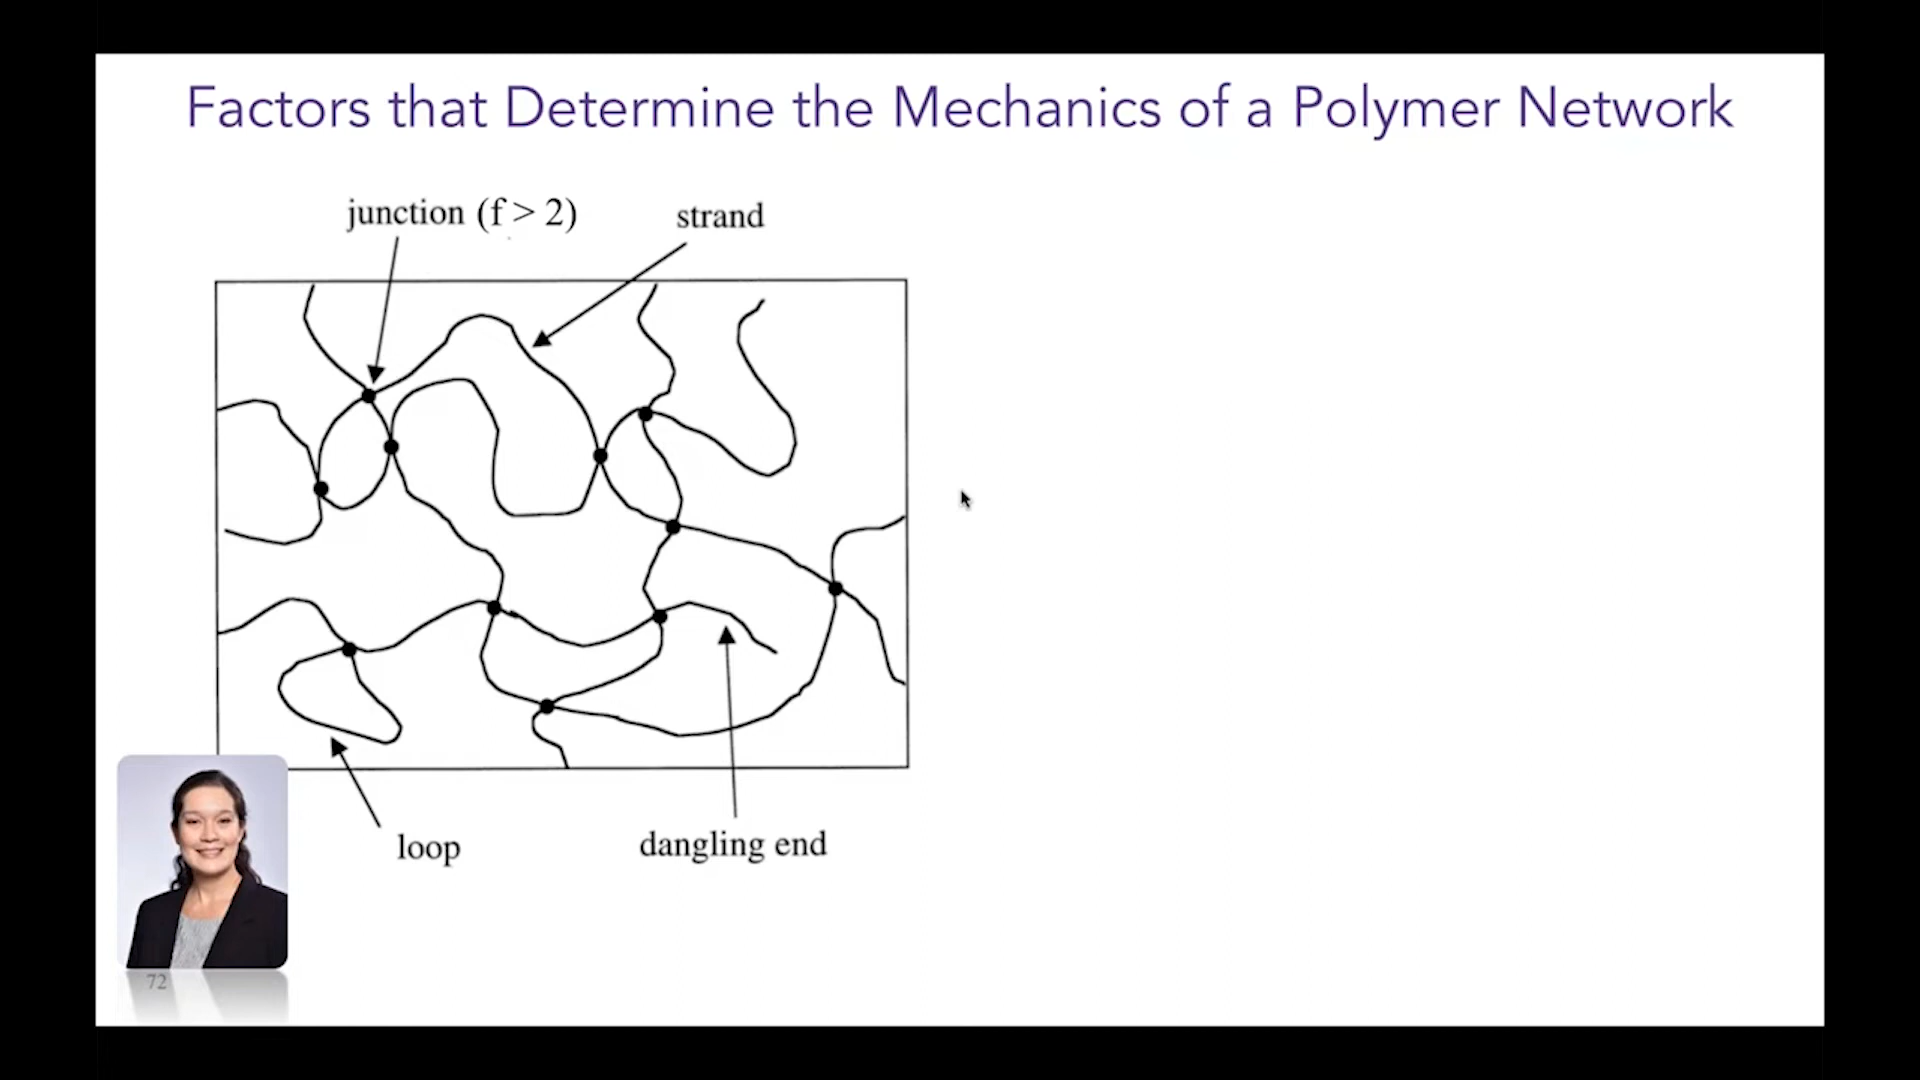 Factors that Determine the Mechanics of a Polymer Network
junction (f > 2)
strand
loop
dangling end
72